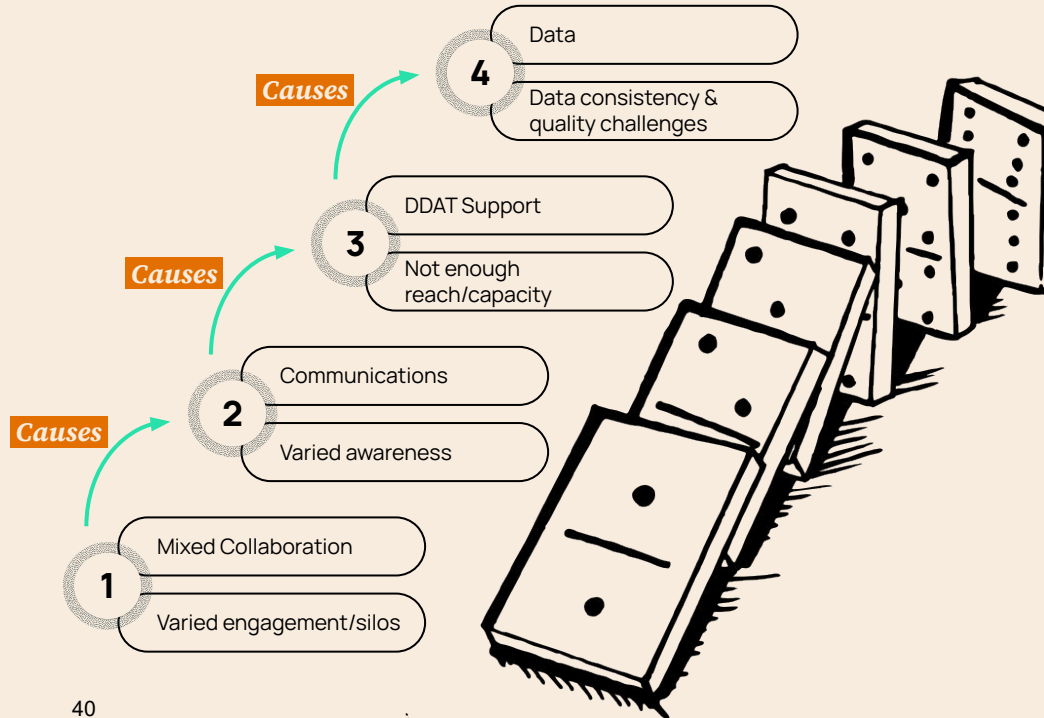 4
Data
Data consistency &
quality challenges
Causes
3
DDAT Support
Not enough
reach/capacity
Causes
2
Communications
Varied awareness
Causes
1
Mixed Collaboration
Varied engagement/silos
40